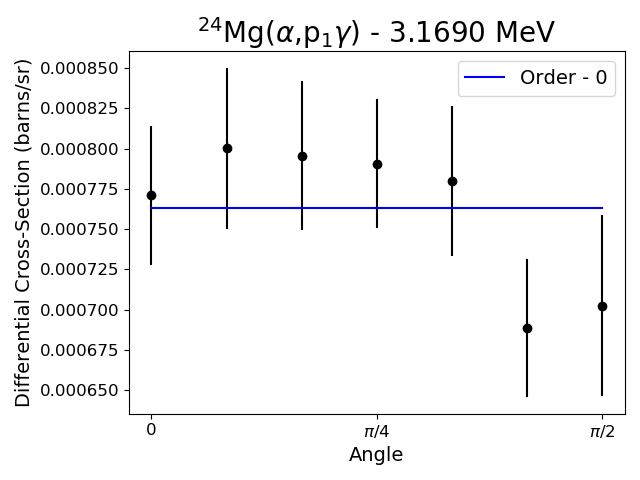 ²⁴Mg(α,p₁γ) - 3.1690 MeV
Differential Cross-Section (barns/sr)
0.000850
0.000825
0.000800
0.000775
0.000750
0.000725
0.000700
0.000675
0.000650
Order - 0
0 π/4 π/2
Angle